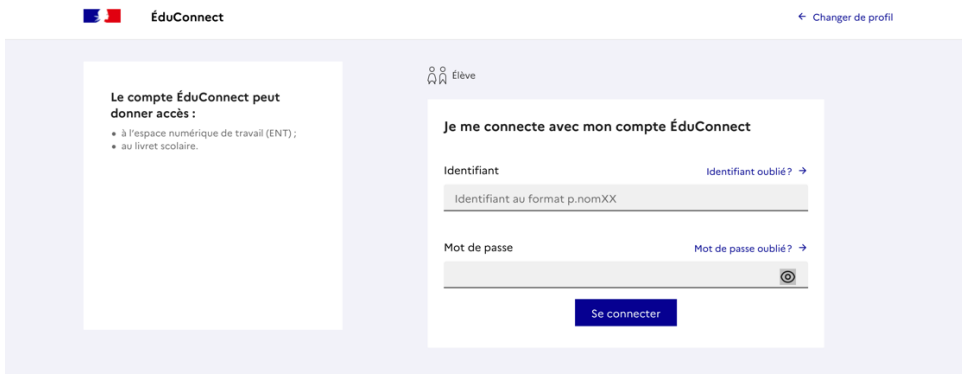 ÉduConnect
← Changer de profil
Le compte ÉduConnect peut
donner accès :
• à l'espace numérique de travail (ENT) ;
• au livret scolaire.
Élève
Je me connecte avec mon compte ÉduConnect
Identifiant
Identifiant oublié ? →
Identifiant au format p.nomXX
Mot de passe
Mot de passe oublié ? →
Se connecter